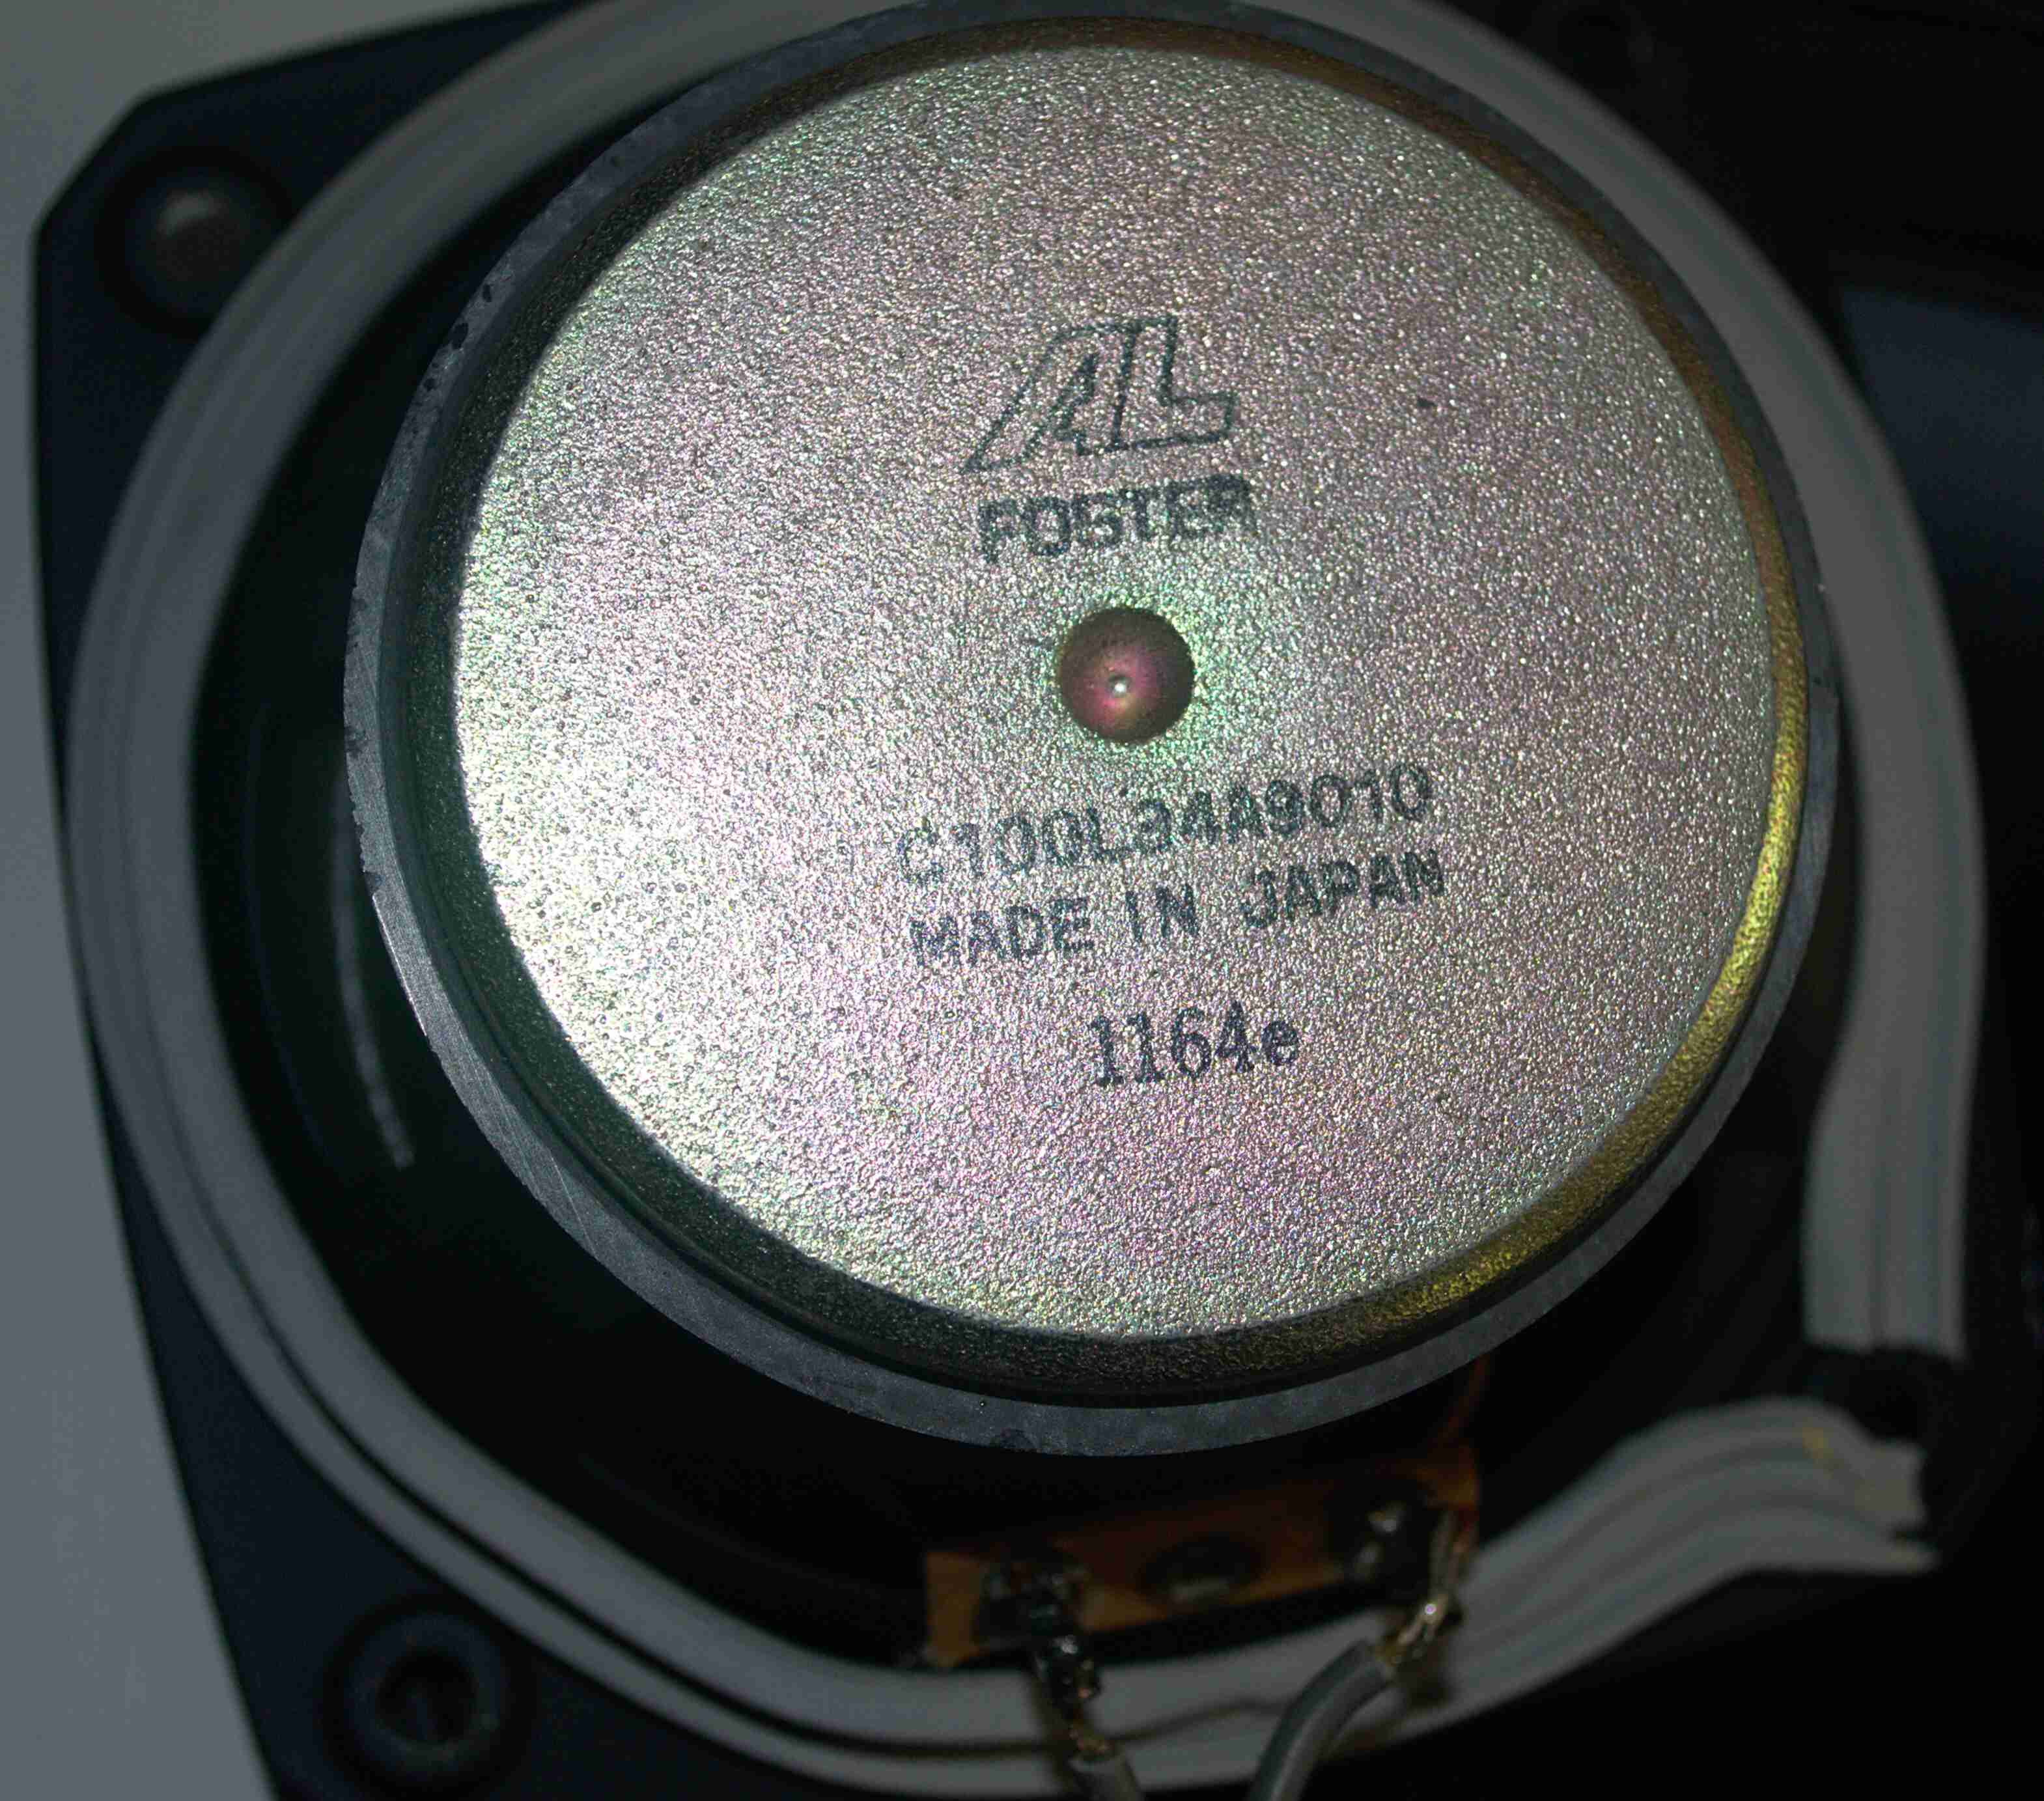 FOSTER
C100L34A9010
MADE IN JAPAN
1164e